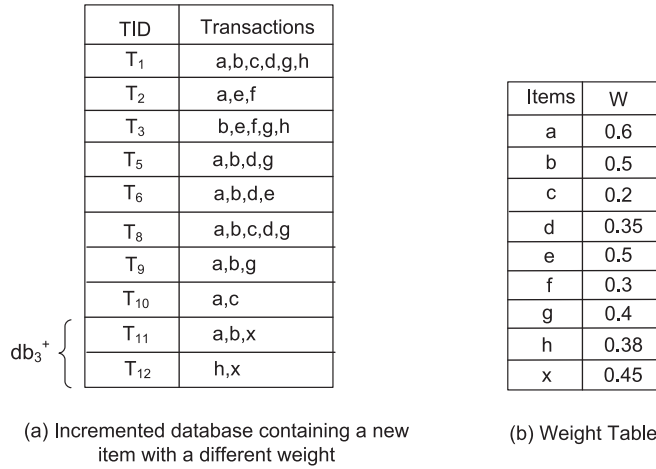 TID Transactions
T1 a,b,c,d,g,h
T2 a,e,f
T3 b,e,f,g,h
T5 a,b,d,g
T6 a,b,d,e
T8 a,b,c,d,g
T9 a,b,g
T10 a,c
db3+ T11 a,b,x
T12 h,x
(a) Incremented database containing a new
item with a different weight
Items W
a 0.6
b 0.5
c 0.2
d 0.35
e 0.5
f 0.3
g 0.4
h 0.38
x 0.45
(b) Weight Table